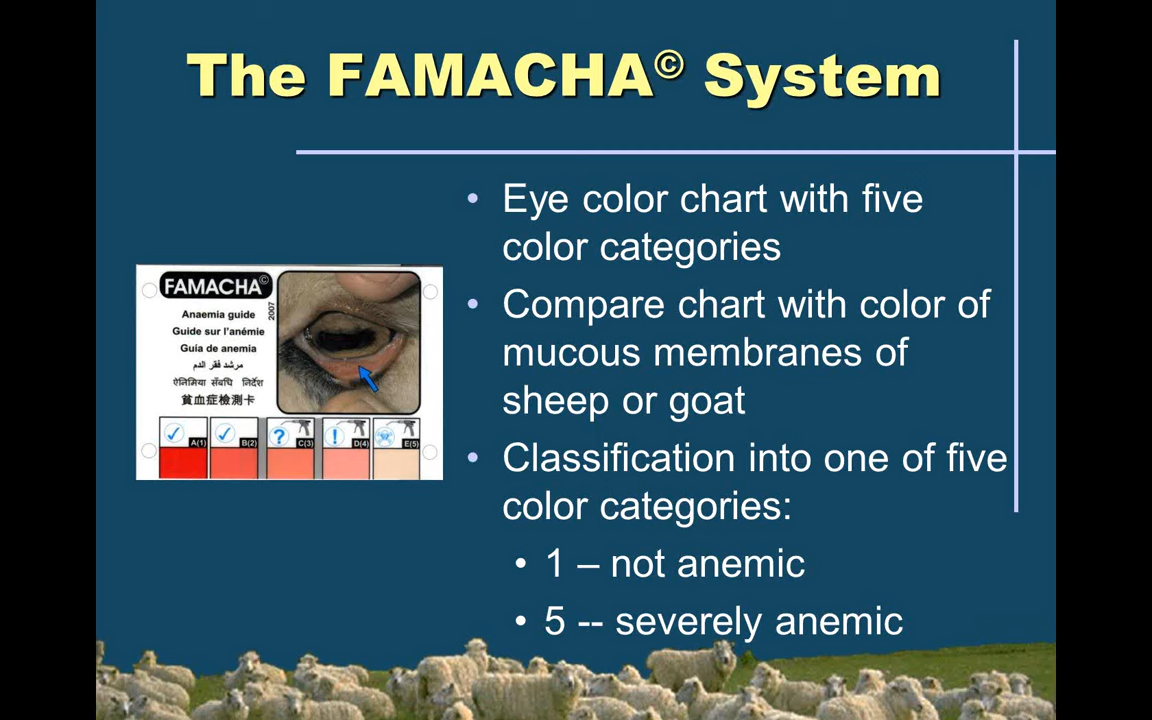 The FAMACHA© System
• Eye color chart with five
color categories
• Compare chart with color of
mucous membranes of
sheep or goat
• Classification into one of five
color categories:
• 1 – not anemic
• 5 -- severely anemic
FAMACHA©
2007
Anaemia guide
Guide sur l'anémie
Guía de anemia
مرشد فقر الدم
ऐनिमिया सँबधि निर्देश
貧血症檢測卡
✓ A(1) ✓ B(2) ? C(3) ! D(4) E(5)